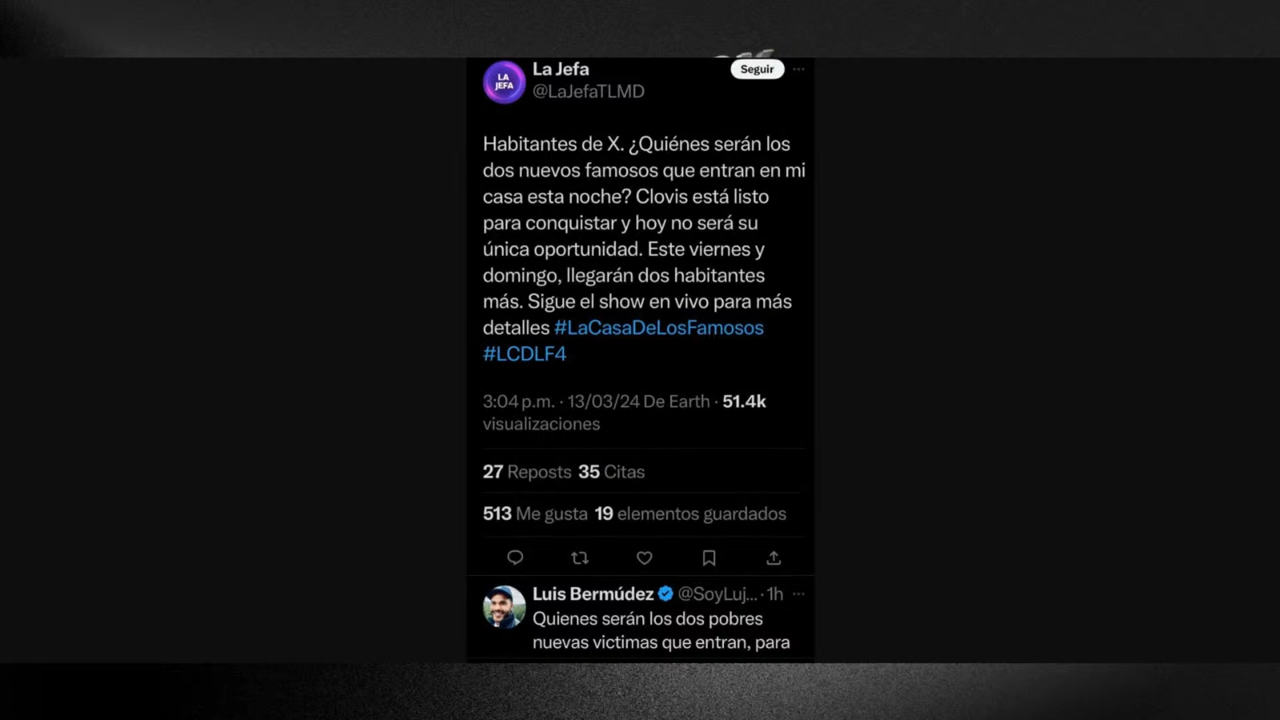 LA
JEFA
La Jefa
Seguir
@LaJefaTLMD
Habitantes de X. ¿Quiénes serán los
dos nuevos famosos que entran en mi
casa esta noche? Clovis está listo
para conquistar y hoy no será su
única oportunidad. Este viernes y
domingo, llegarán dos habitantes
más. Sigue el show en vivo para más
detalles #LaCasaDeLosFamosos
#LCDLF4
3:04 p.m. · 13/03/24 De Earth · 51.4k
visualizaciones
27 Reposts 35 Citas
513 Me gusta 19 elementos guardados
Luis Bermúdez @SoyLuj... · 1h
Quienes serán los dos pobres
nuevas victimas que entran, para